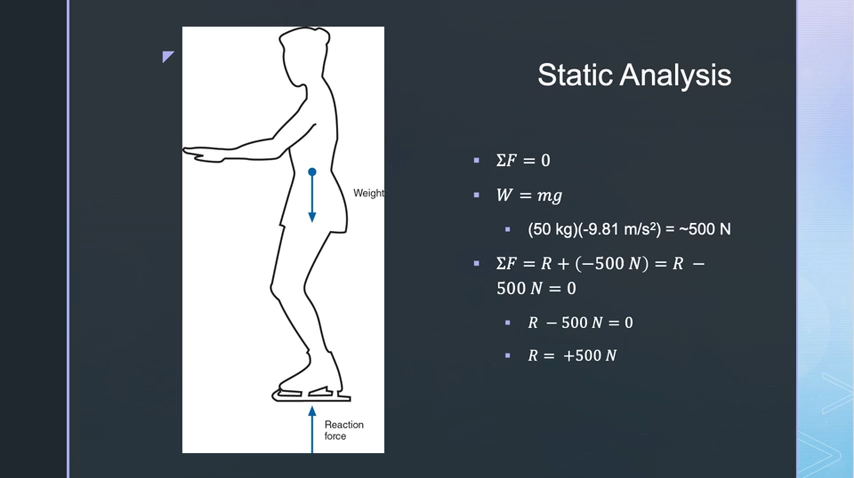 Static Analysis
Weight
Reaction
force
▪ ΣF = 0
▪ W = mg
▪ (50 kg)(-9.81 m/s²) = ~500 N
▪ ΣF = R + (−500 N) = R −
500 N = 0
▪ R − 500 N = 0
▪ R = +500 N